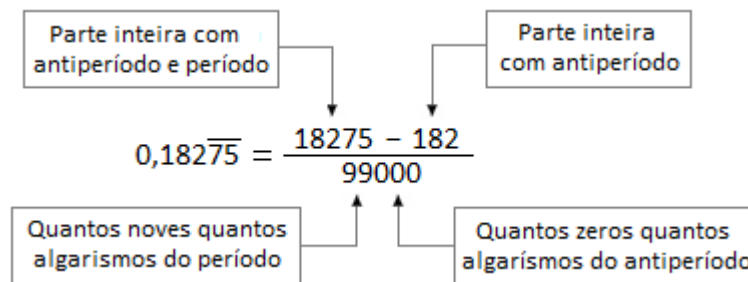 Parte inteira com
antiperíodo e período
Parte inteira
com antiperíodo
0,18275̅ = 18275 − 182
99000
Quantos noves quantos
algarismos do período
Quantos zeros quantos
algarísmos do antiperíodo